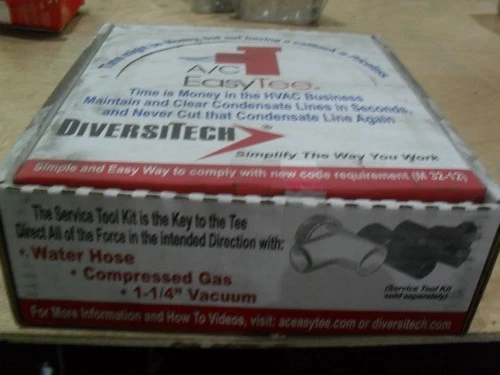 A/C 1
EasyTee®
Time is Money in the HVAC Business
Maintain and Clear Condensate Lines in Seconds,
and Never Cut that Condensate Line Again
DIVERSITECH®
Simplify The Way You Work
Simple and Easy Way to comply with new code requirement (M 32-12)
The Service Tool Kit is the Key to the Tee
Direct All of the Force in the intended Direction with:
• Water Hose
• Compressed Gas
• 1-1/4" Vacuum
(Service Tool Kit
sold separately)
For More Information and How To Videos, visit: aceasytee.com or diversitech.com